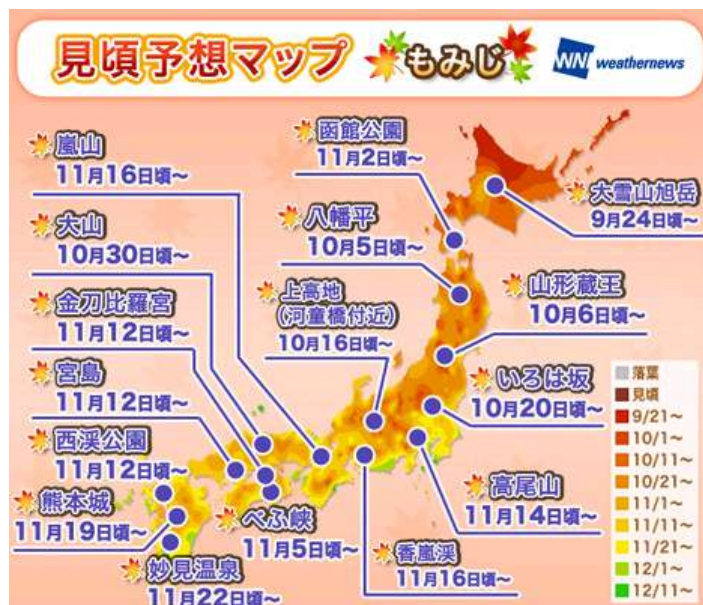 見頃予想マップ もみじ
WN weathernews
嵐山
11月16日頃〜
函館公園
11月2日頃〜
大雪山旭岳
9月24日頃〜
大山
10月30日頃〜
八幡平
10月5日頃〜
金刀比羅宮
11月12日頃〜
上高地
(河童橋付近)
10月16日頃〜
山形蔵王
10月6日頃〜
宮島
11月12日頃〜
いろは坂
10月20日頃〜
西渓公園
11月12日頃〜
熊本城
11月19日頃〜
べふ峡
11月5日頃〜
高尾山
11月14日頃〜
妙見温泉
11月22日頃〜
香嵐渓
11月16日頃〜
落葉
見頃
9/21〜
10/1〜
10/11〜
10/21〜
11/1〜
11/11〜
11/21〜
12/1〜
12/11〜